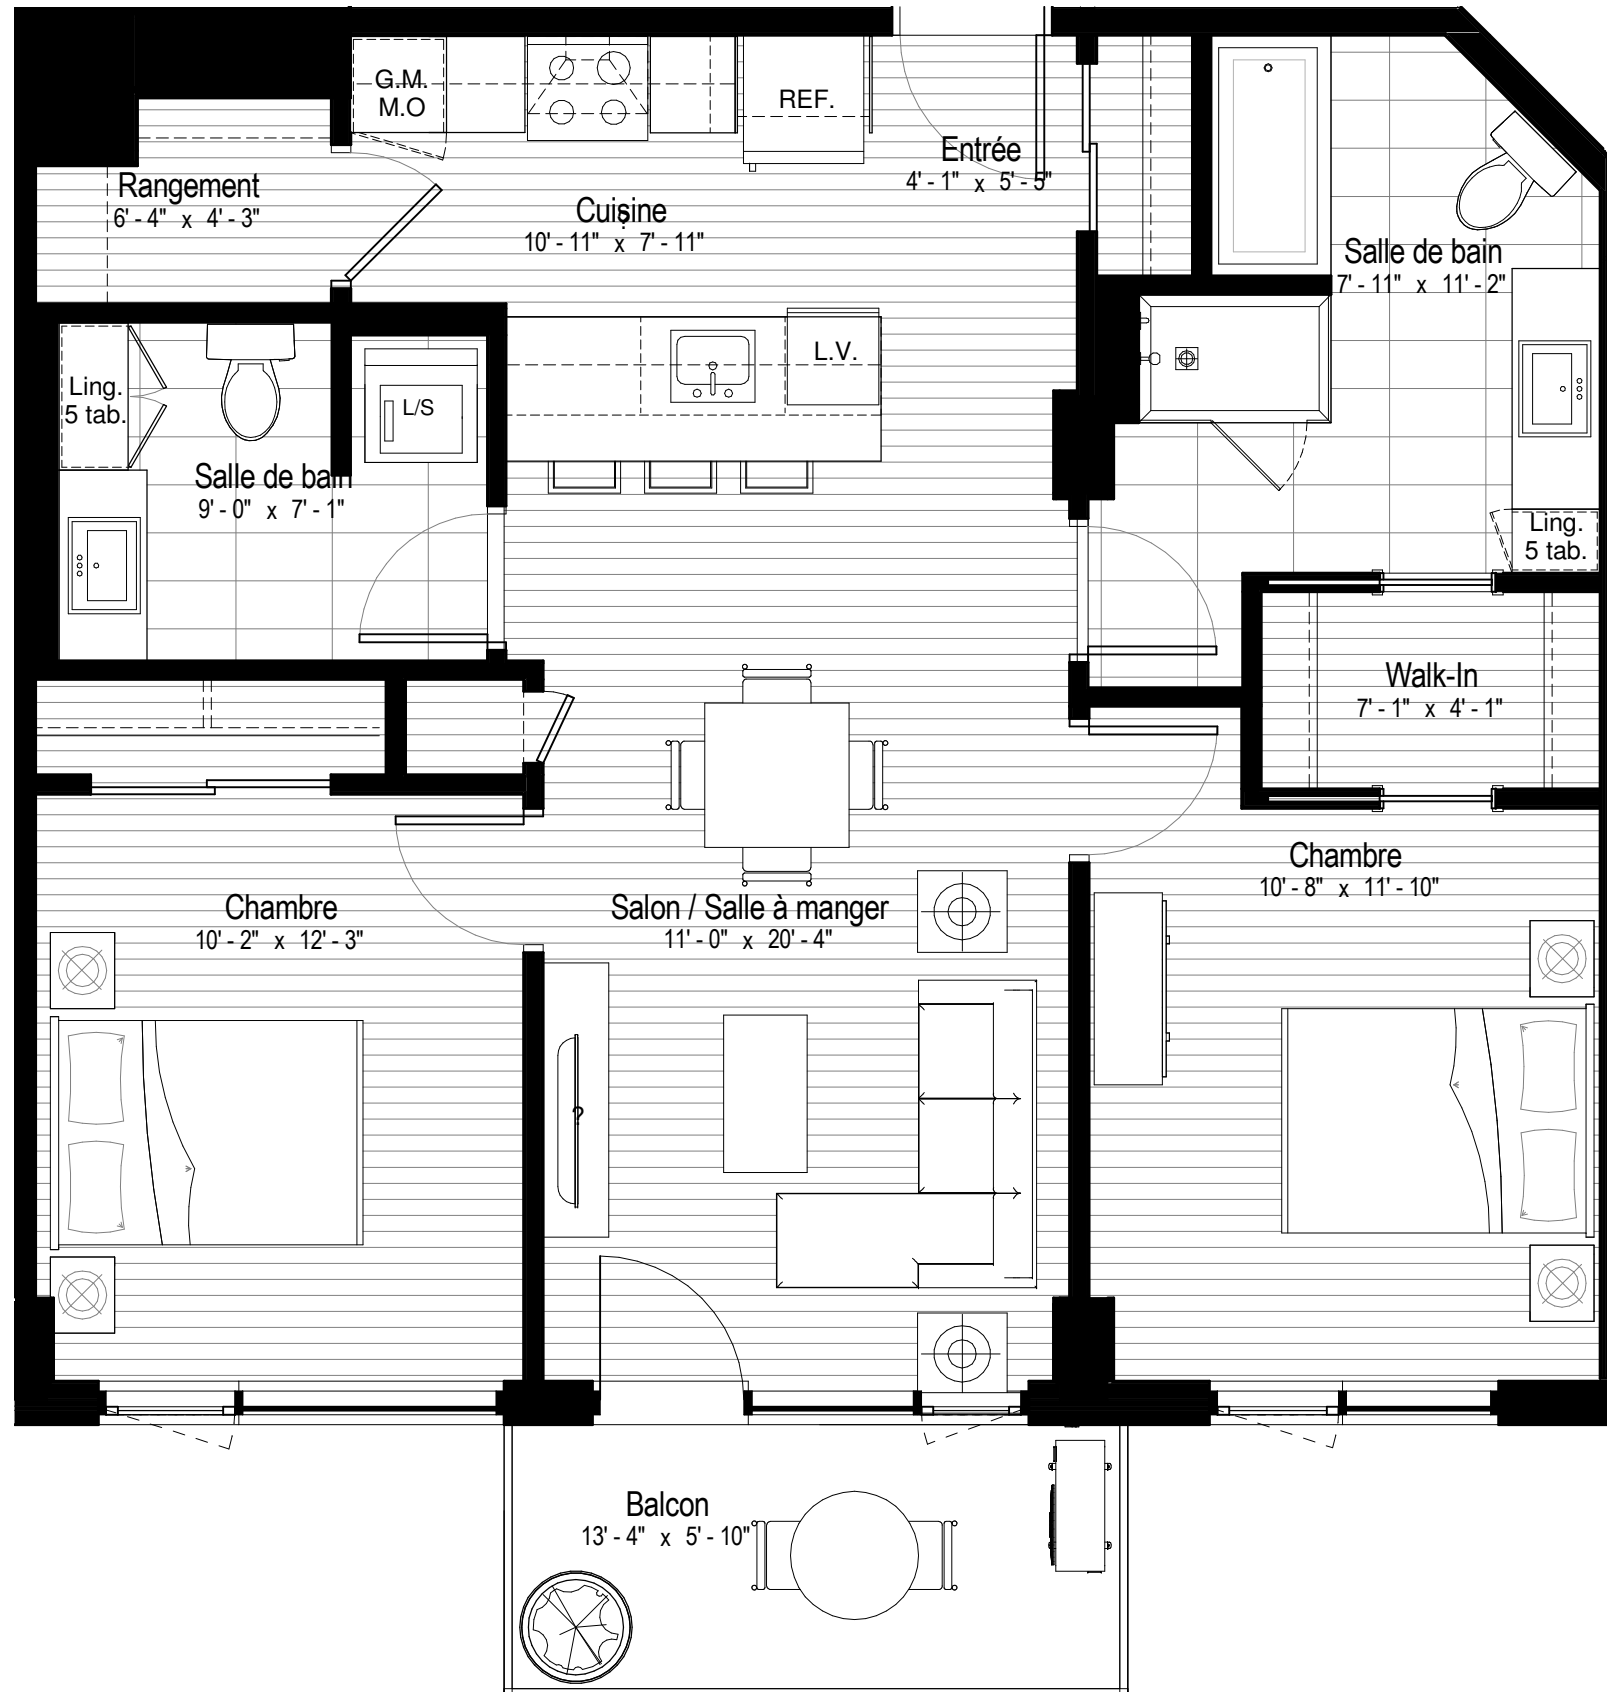 G.M.
M.O
REF.
Entrée
4' - 1" x 5' - 5"
Rangement
6' - 4" x 4' - 3"
Cuisine
?
10' - 11" x 7' - 11"
Salle de bain
7' - 11" x 11' - 2"
L.V.
Ling.
5 tab.
L/S
Salle de bain
9' - 0" x 7' - 1"
Ling.
5 tab.
Walk-In
7' - 1" x 4' - 1"
Chambre
10' - 8" x 11' - 10"
Chambre
10' - 2" x 12' - 3"
Salon / Salle à manger
11' - 0" x 20' - 4"
?
Balcon
13' - 4" x 5' - 10"